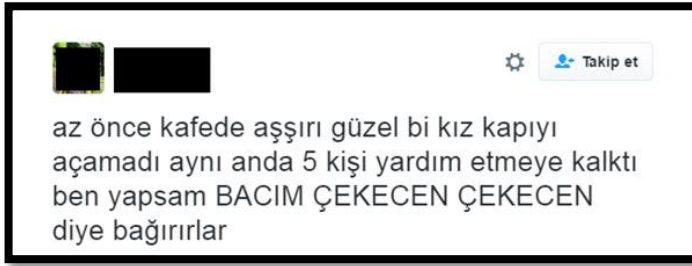 Takip et
az önce kafede aşşırı güzel bi kız kapıyı
açamadı aynı anda 5 kişi yardım etmeye kalktı
ben yapsam BACIM ÇEKECEN ÇEKECEN
diye bağırırlar